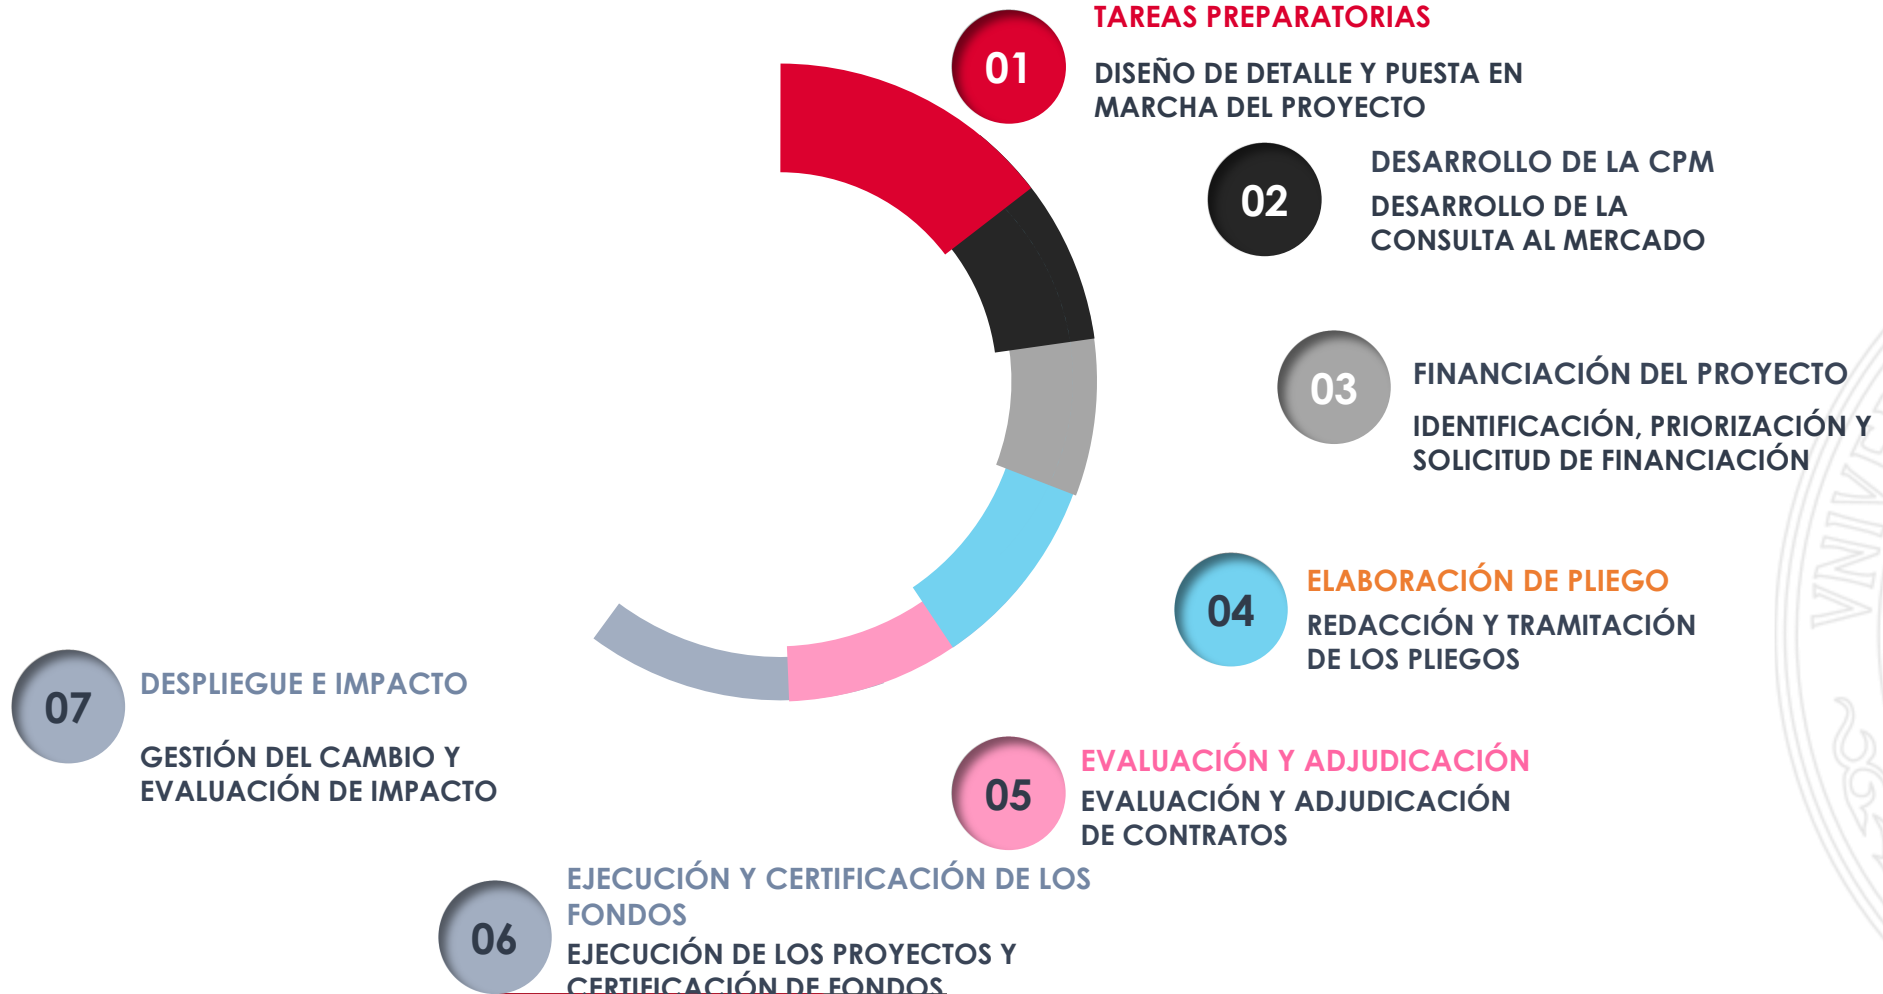 01
TAREAS PREPARATORIAS
DISEÑO DE DETALLE Y PUESTA EN
MARCHA DEL PROYECTO
02
DESARROLLO DE LA CPM
DESARROLLO DE LA
CONSULTA AL MERCADO
03
FINANCIACIÓN DEL PROYECTO
IDENTIFICACIÓN, PRIORIZACIÓN Y
SOLICITUD DE FINANCIACIÓN
04
ELABORACIÓN DE PLIEGO
REDACCIÓN Y TRAMITACIÓN
DE LOS PLIEGOS
05
EVALUACIÓN Y ADJUDICACIÓN
EVALUACIÓN Y ADJUDICACIÓN
DE CONTRATOS
06
EJECUCIÓN Y CERTIFICACIÓN DE LOS
FONDOS
EJECUCIÓN DE LOS PROYECTOS Y
CERTIFICACIÓN DE FONDOS.
07
DESPLIEGUE E IMPACTO
GESTIÓN DEL CAMBIO Y
EVALUACIÓN DE IMPACTO